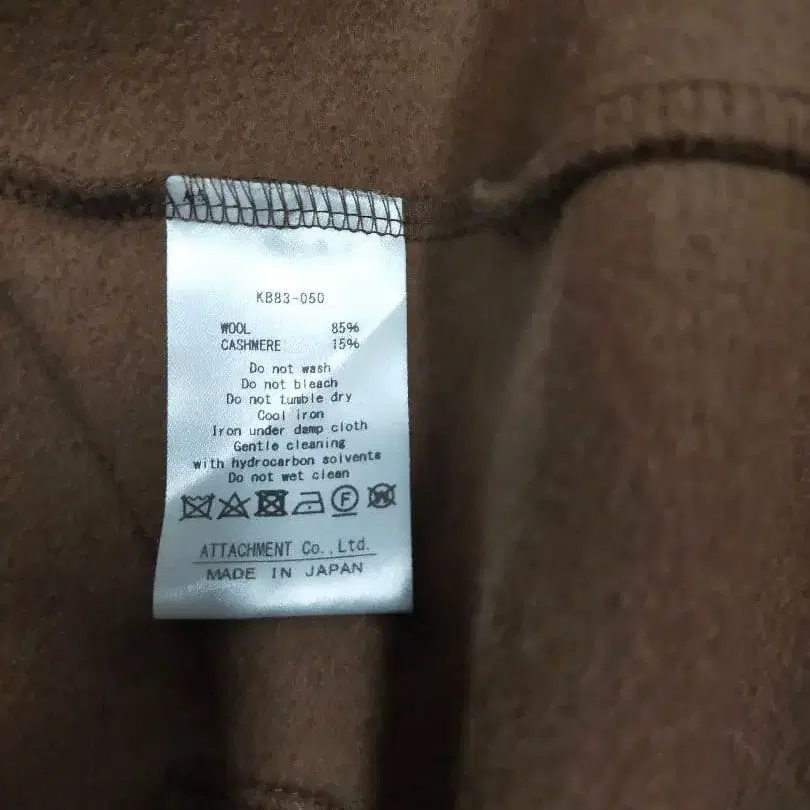 KB83-050
WOOL 85%
CASHMERE 15%
Do not wash
Do not bleach
Do not tumble dry
Cool iron
Iron under damp cloth
Gentle cleaning
with hydrocarbon solvents
Do not wet clean
F W
ATTACHMENT Co.,Ltd.
MADE IN JAPAN